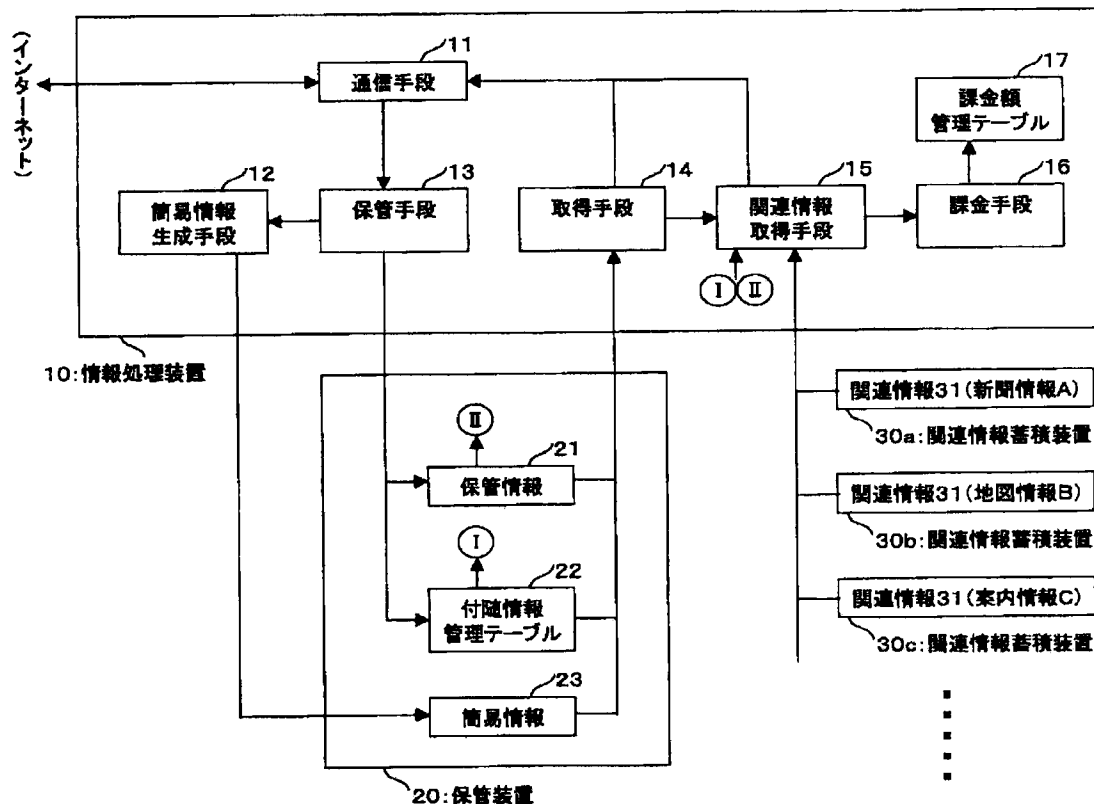 (インターネット)
11
通信手段
17
課金額
管理テーブル
12
簡易情報
生成手段
13
保管手段
14
取得手段
15
関連情報
取得手段
16
課金手段
Ⅰ Ⅱ
10:情報処理装置
Ⅱ
21
保管情報
Ⅰ
22
付随情報
管理テーブル
23
簡易情報
20:保管装置
関連情報31(新聞情報A)
30a:関連情報蓄積装置
関連情報31(地図情報B)
30b:関連情報蓄積装置
関連情報31(案内情報C)
30c:関連情報蓄積装置